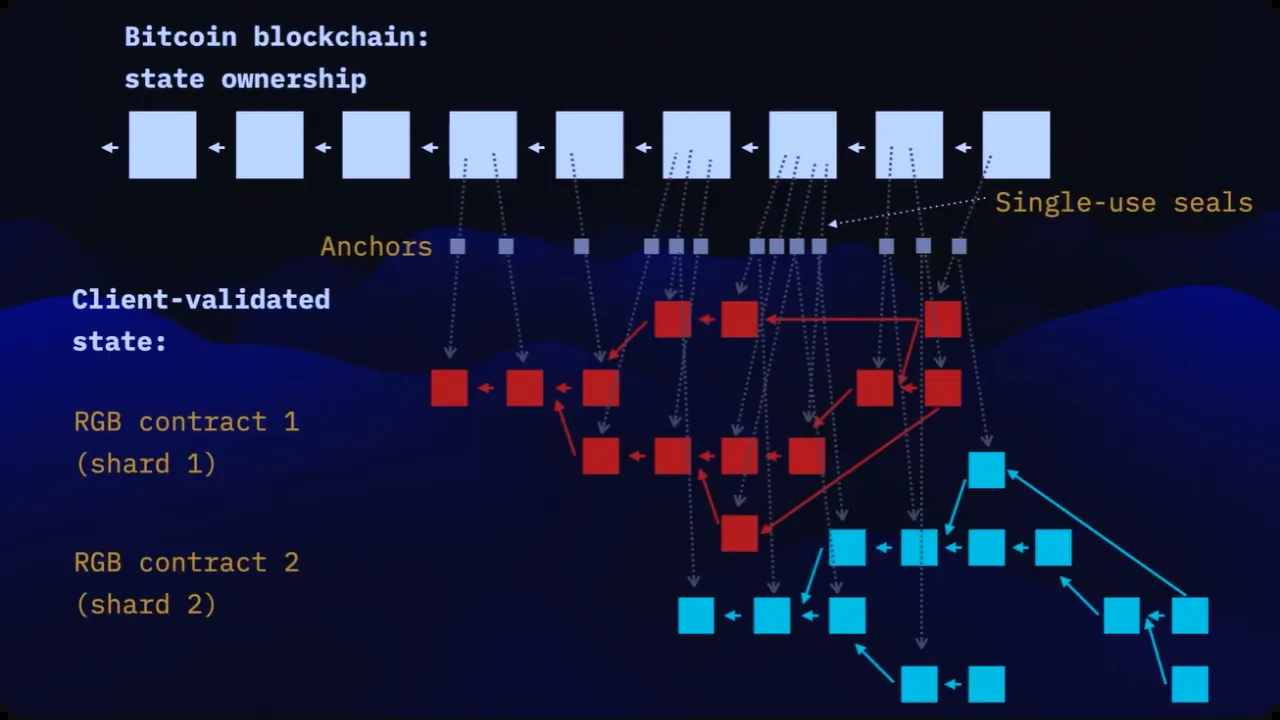 Bitcoin blockchain:
state ownership
Single-use seals
Anchors
Client-validated
state:
RGB contract 1
(shard 1)
RGB contract 2
(shard 2)